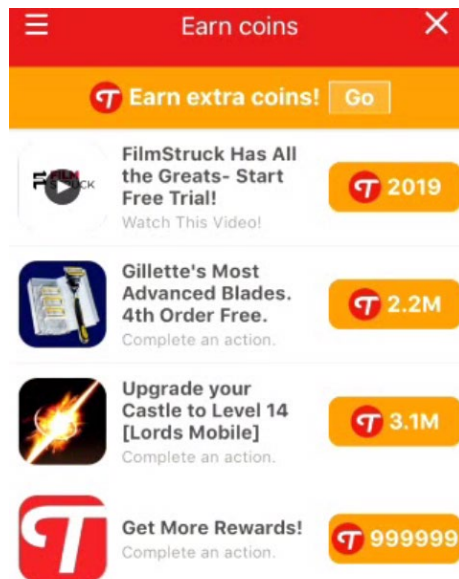 Earn coins
Earn extra coins! Go
FilmStruck Has All
the Greats- Start
Free Trial!
Watch This Video!
2019
Gillette's Most
Advanced Blades.
4th Order Free.
Complete an action.
2.2M
Upgrade your
Castle to Level 14
[Lords Mobile]
Complete an action.
3.1M
Get More Rewards!
Complete an action.
999999